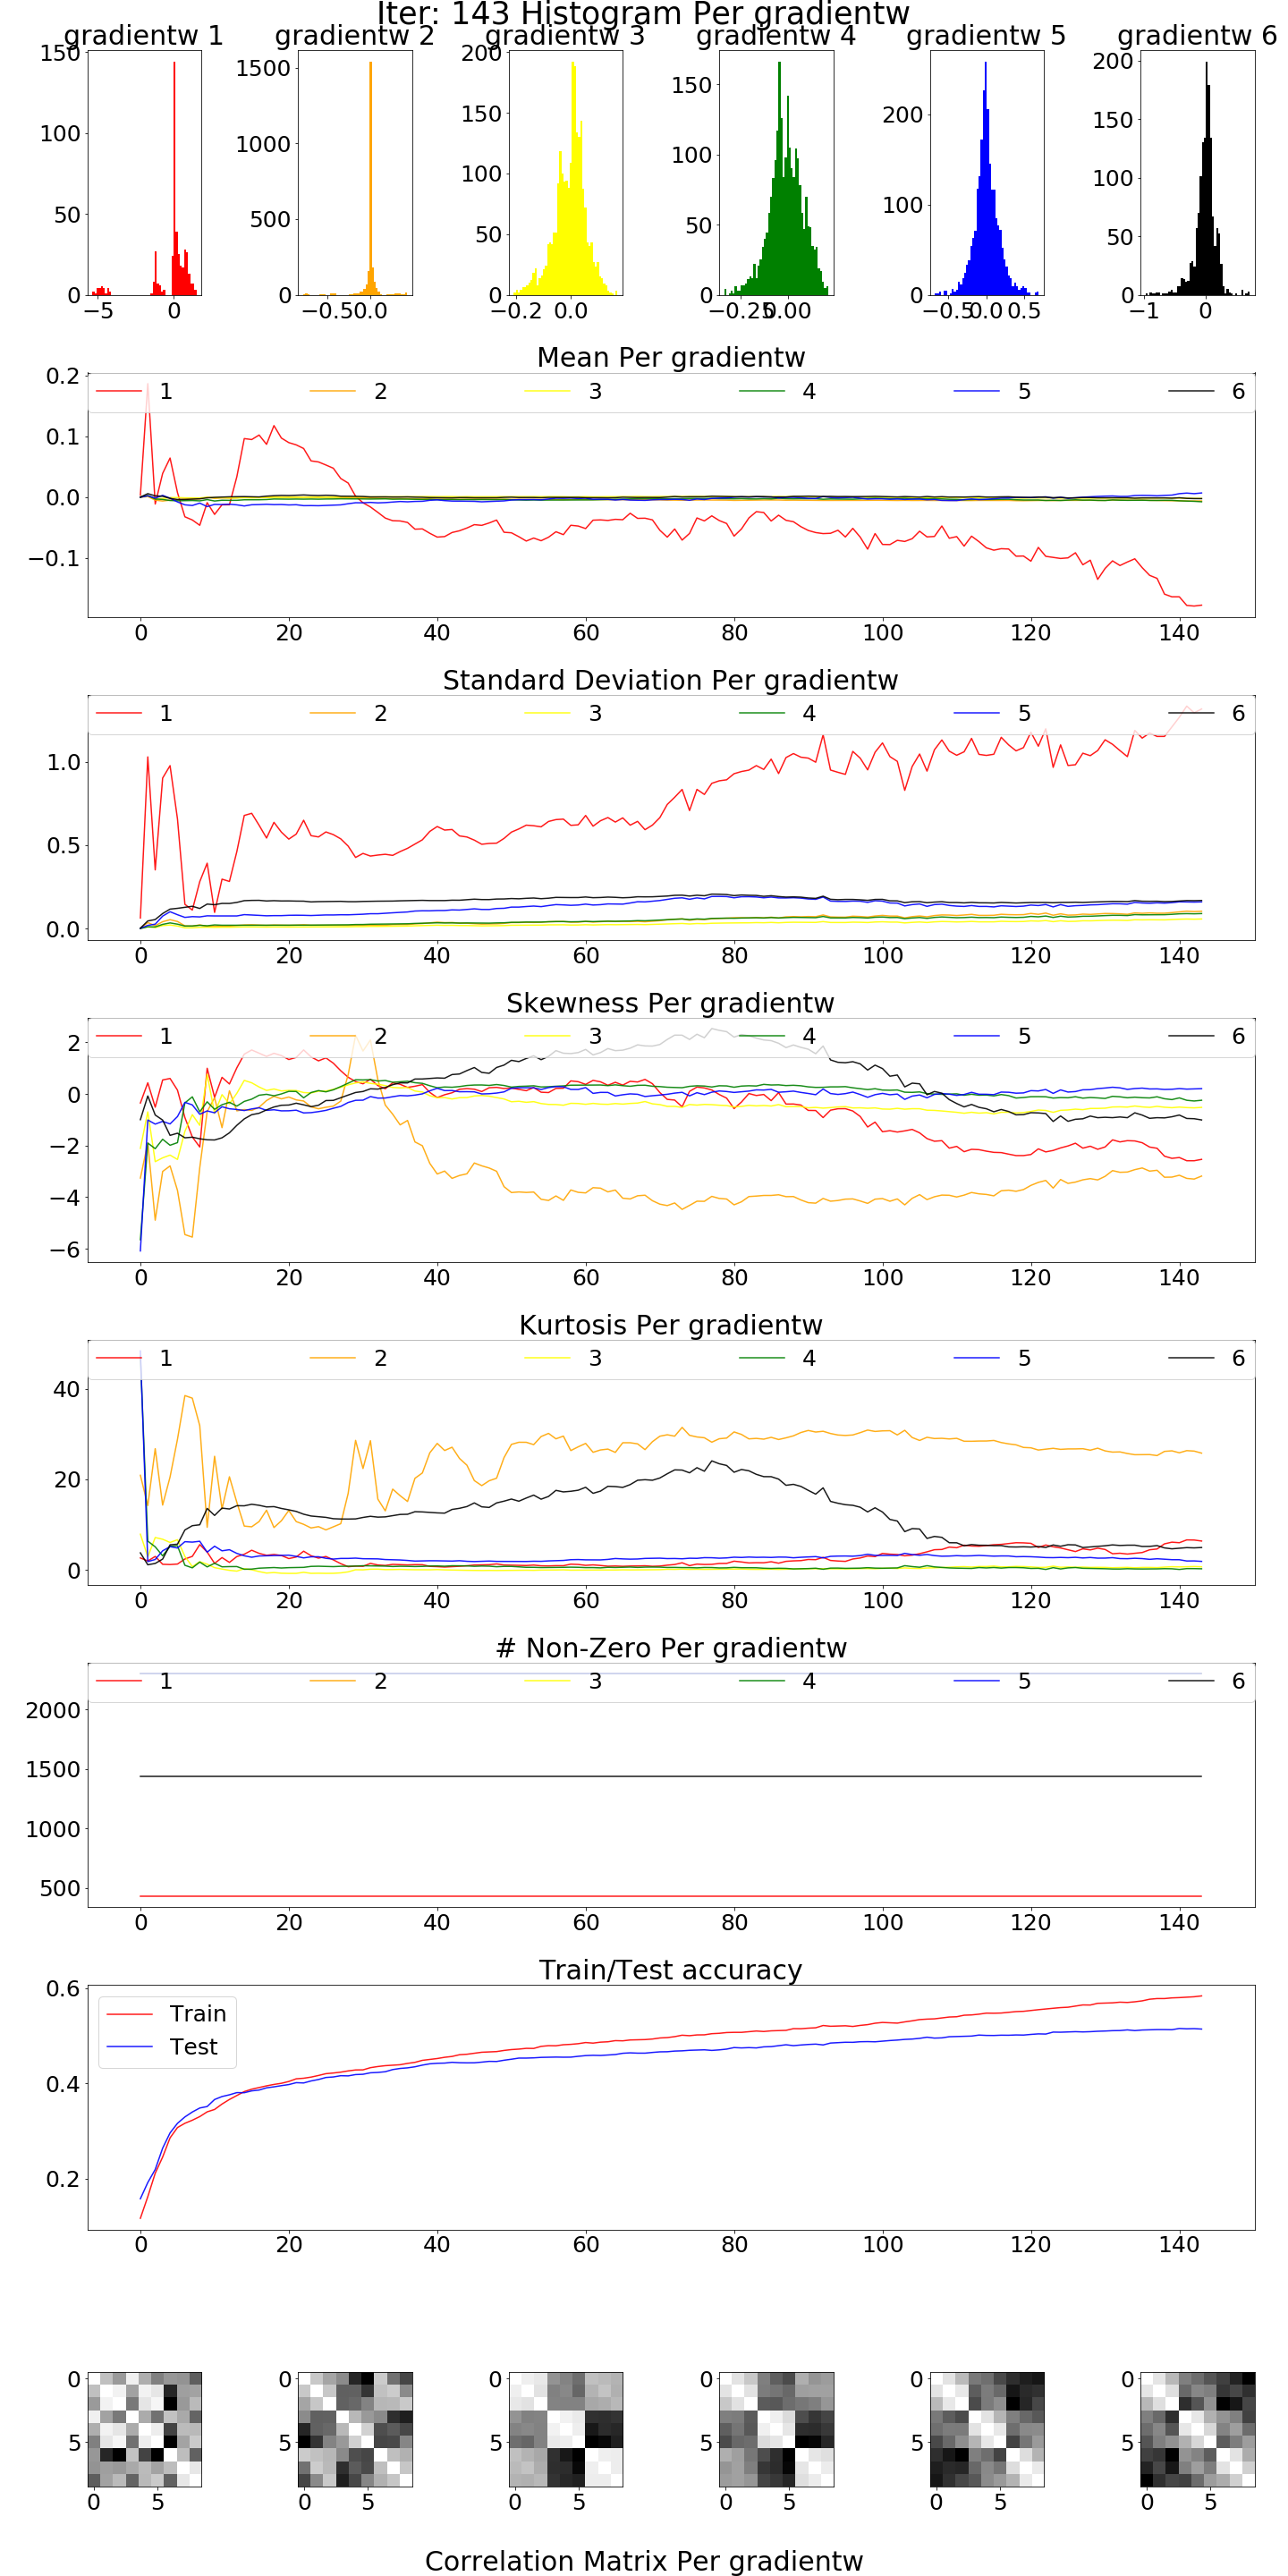 Iter: 143 Histogram Per gradientw
gradientw 1 gradientw 2 gradientw 3 gradientw 4 gradientw 5 gradientw 6
150 100 50 0 −5 0
1500 1000 500 0 −0.5 0.0
200 150 100 50 0 −0.2 0.0
150 100 50 0 −0.25 0.00
200 100 0 −0.5 0.0 0.5
200 150 100 50 0 −1 0
Mean Per gradientw
1 2 3 4 5 6
0.2
0.1
0.0
−0.1
0 20 40 60 80 100 120 140
Standard Deviation Per gradientw
1 2 3 4 5 6
1.0
0.5
0.0
0 20 40 60 80 100 120 140
Skewness Per gradientw
1 2 3 4 5 6
2
0
−2
−4
−6
0 20 40 60 80 100 120 140
Kurtosis Per gradientw
1 2 3 4 5 6
40
20
0
0 20 40 60 80 100 120 140
# Non-Zero Per gradientw
1 2 3 4 5 6
2000
1500
1000
500
0 20 40 60 80 100 120 140
Train/Test accuracy
Train
Test
0.6
0.4
0.2
0 20 40 60 80 100 120 140
0 0 0 0 0 0
5 5 5 5 5 5
0 5 0 5 0 5 0 5 0 5 0 5
Correlation Matrix Per gradientw